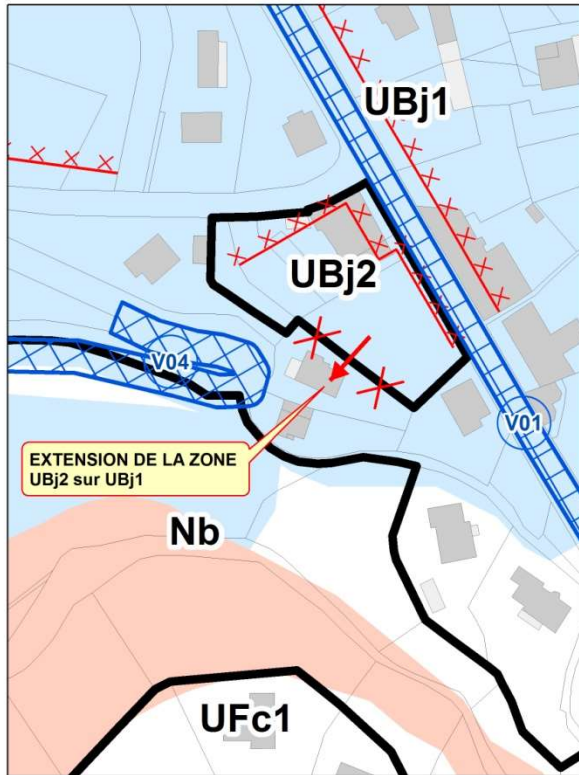 UBj1
UBj2
V04
V01
EXTENSION DE LA ZONE
UBj2 sur UBj1
Nb
UFc1